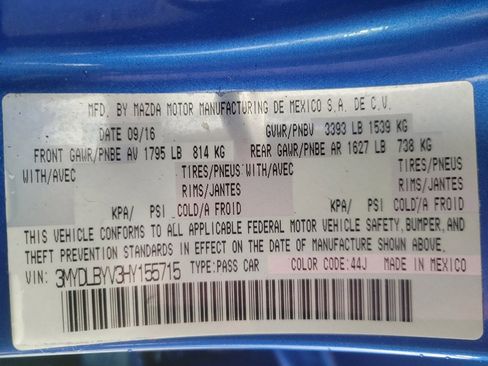 MFD. BY MAZDA MOTOR MANUFACTURING DE MEXICO S.A. DE C.V.
DATE 09/16 GVWR/PNBV 3393 LB 1539 KG
FRONT GAWR/PNBE AV 1795 LB 814 KG REAR GAWR/PNBE AR 1627 LB 738 KG
WITH/AVEC TIRES/PNEUS WITH/AVEC TIRES/PNEUS
RIMS/JANTES RIMS/JANTES
KPA/ PSI COLD/A FROID KPA/ PSI COLD/A FROID
THIS VEHICLE CONFORMS TO ALL APPLICABLE FEDERAL MOTOR VEHICLE SAFETY, BUMPER, AND
THEFT PREVENTION STANDARDS IN EFFECT ON THE DATE OF MANUFACTURE SHOWN ABOVE.
VIN: 3MYDLBYV3HY155715 TYPE:PASS CAR COLOR CODE:44J MADE IN MEXICO